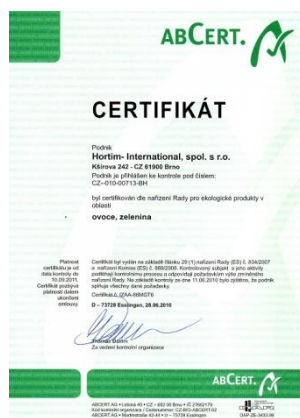 ABCERT.
CERTIFIKÁT
Podnik
Hortim- International, spol. s r.o.
Kšírova 242 - CZ 61900 Brno
Podnik je přihlášen ke kontrole pod číslem:
CZ-010-00713-BH
byl certifikován dle nařízení Rady pro ekologické produkty v
oblasti
ovoce, zelenina
Platnost
certifikátu je od
data kontroly do
10.09.2011.
Certifikát pozbývá
platnosti datem
ukončení
smlouvy.
Certifikát byl vydán na základě článku 29 (1) nařízení Rady (ES) č. 834/2007
a nařízení Komise (ES) č. 889/2008. Kontrolovaný subjekt a jeho aktivity
podléhají kontrolnímu procesu a odpovídají požadavkům výše zmíněného
nařízení Rady. Na základě kontroly ze dne 11.06.2010 bylo zjištěno, že podnik
splňuje všechny dané požadavky.
D – 73728 Esslingen, 28.06.2010
Za vedení kontrolní organizace
ABCERT.